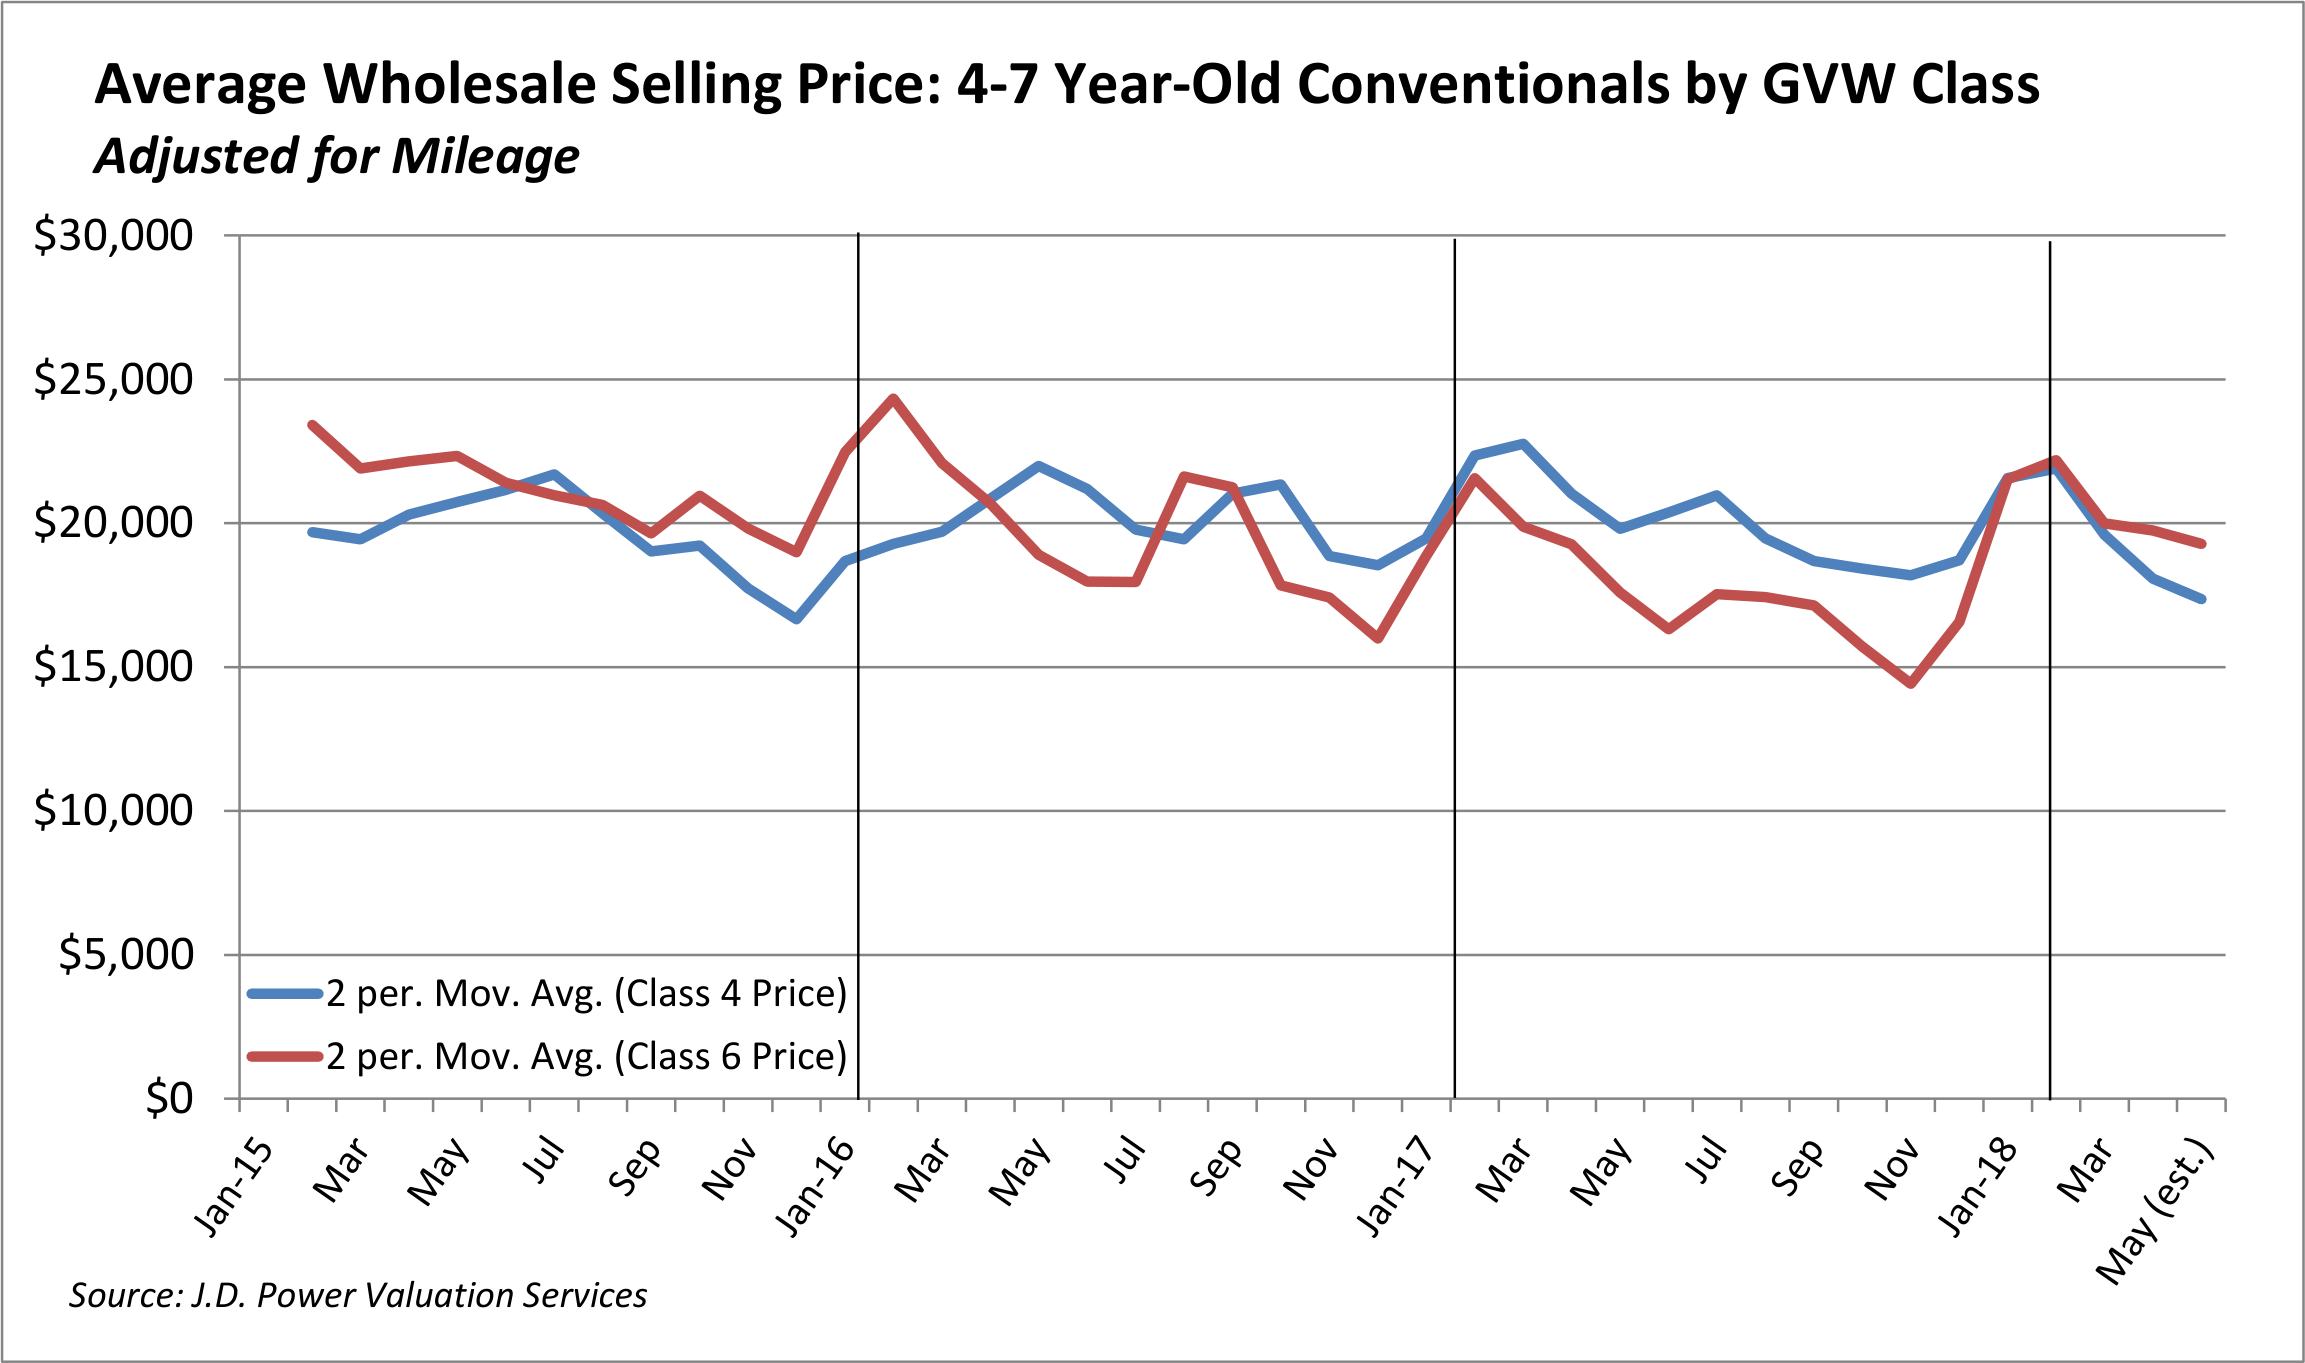 Average Wholesale Selling Price: 4-7 Year-Old Conventionals by GVW Class
Adjusted for Mileage
$30,000
$25,000
$20,000
$15,000
$10,000
$5,000
$0
2 per. Mov. Avg. (Class 4 Price)
2 per. Mov. Avg. (Class 6 Price)
Jan-15
Mar
May
Jul
Sep
Nov
Jan-16
Mar
May
Jul
Sep
Nov
Jan-17
Mar
May
Jul
Sep
Nov
Jan-18
Mar
May (est.)
Source: J.D. Power Valuation Services